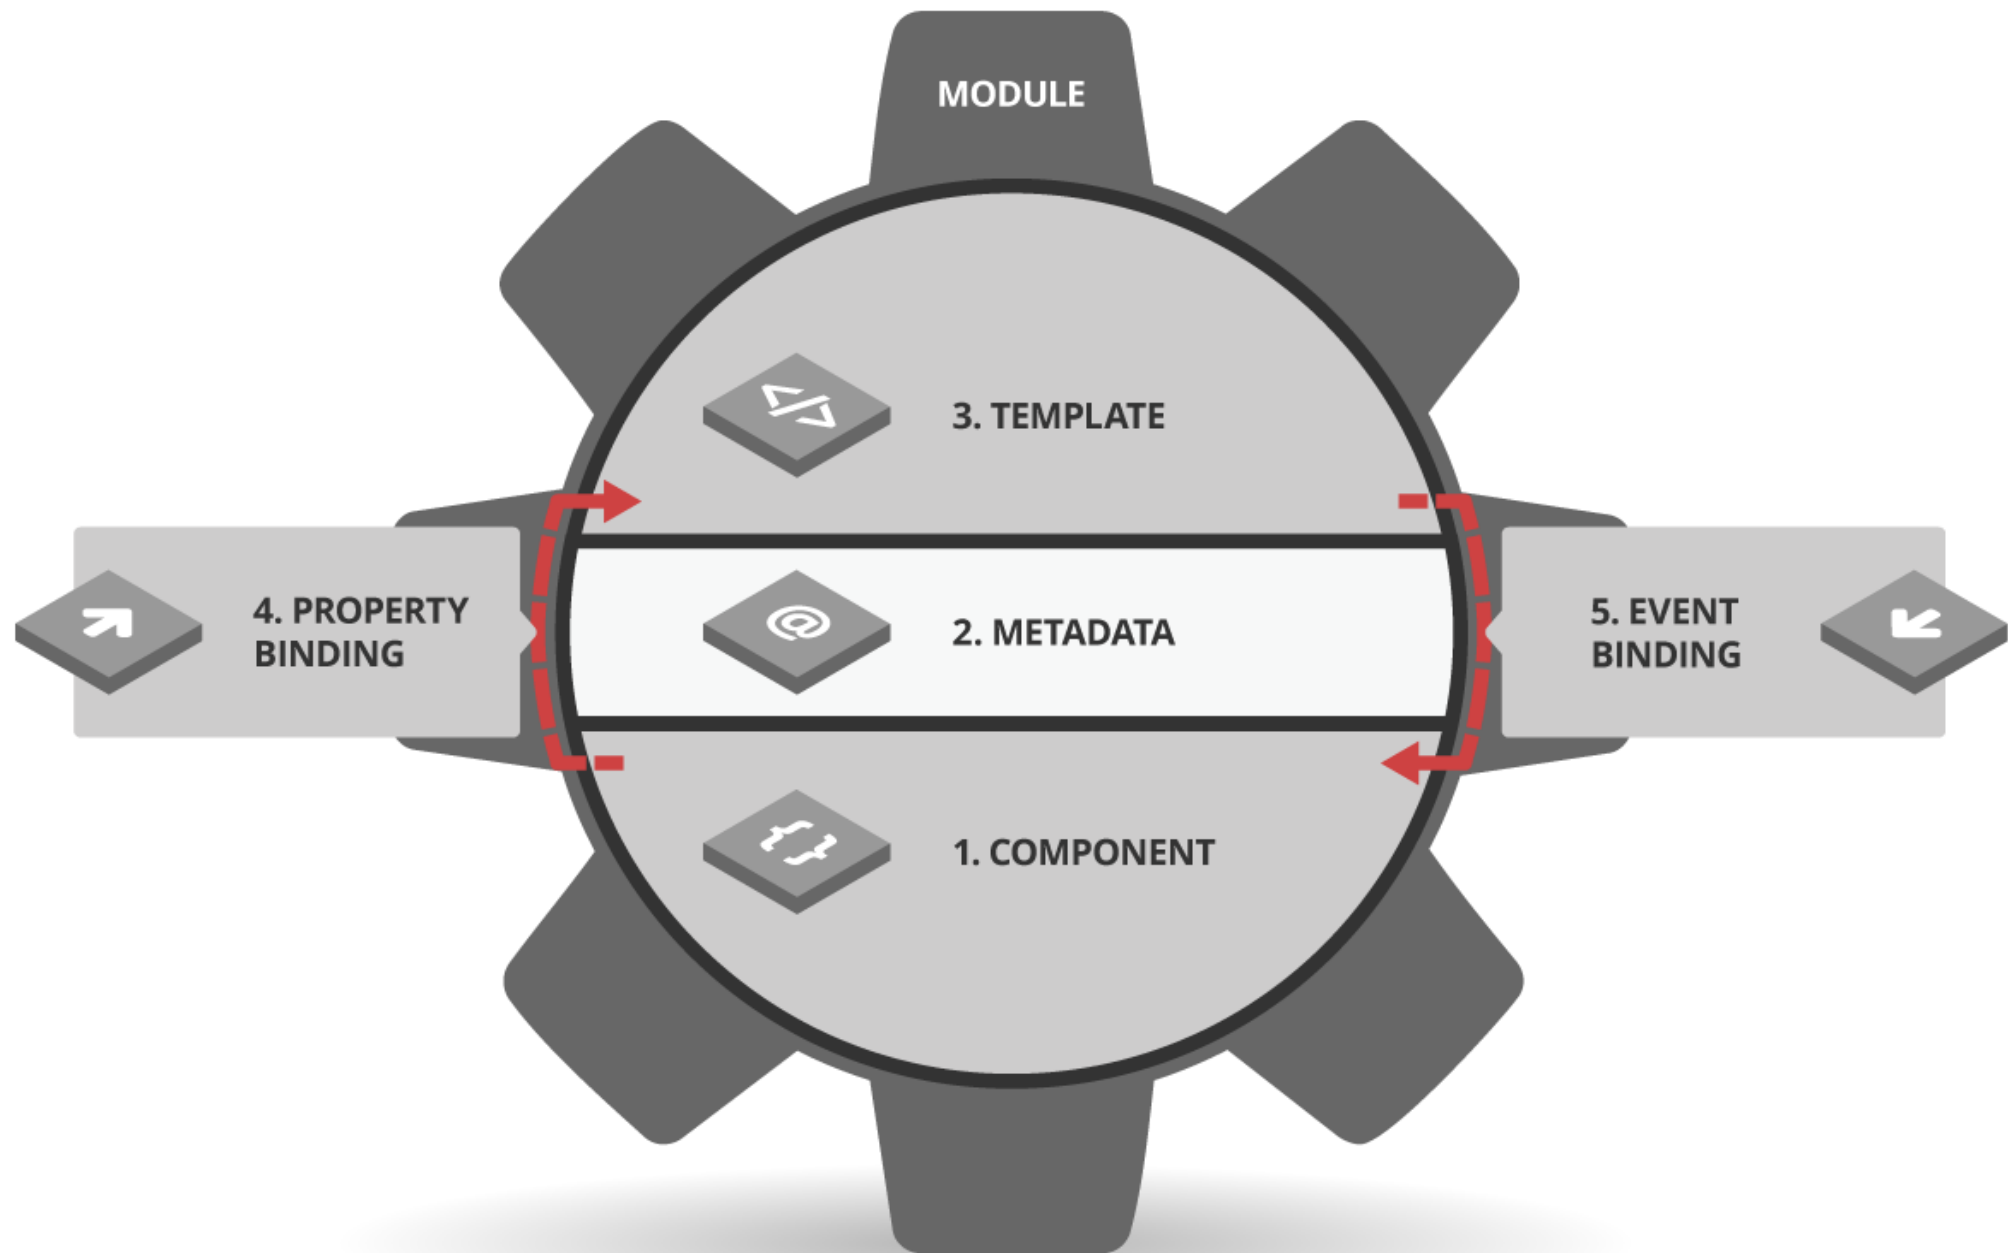 MODULE
</>
3. TEMPLATE
4. PROPERTY
BINDING
@
2. METADATA
5. EVENT
BINDING
{}
1. COMPONENT